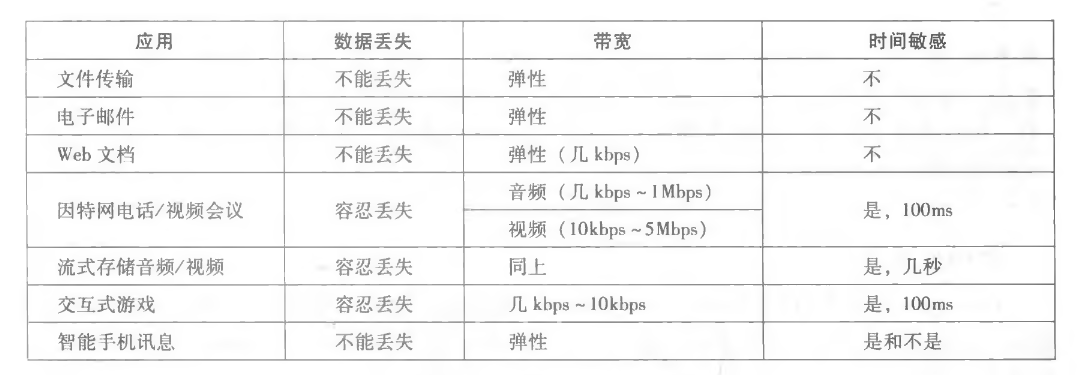 应用 数据丢失 带宽 时间敏感
文件传输 不能丢失 弹性 不
电子邮件 不能丢失 弹性 不
Web 文档 不能丢失 弹性（几 kbps） 不
因特网电话/视频会议 容忍丢失 音频（几 kbps ~ 1Mbps） 是，100ms
视频（10kbps ~ 5Mbps）
流式存储音频/视频 容忍丢失 同上 是，几秒
交互式游戏 容忍丢失 几 kbps ~ 10kbps 是，100ms
智能手机讯息 不能丢失 弹性 是和不是